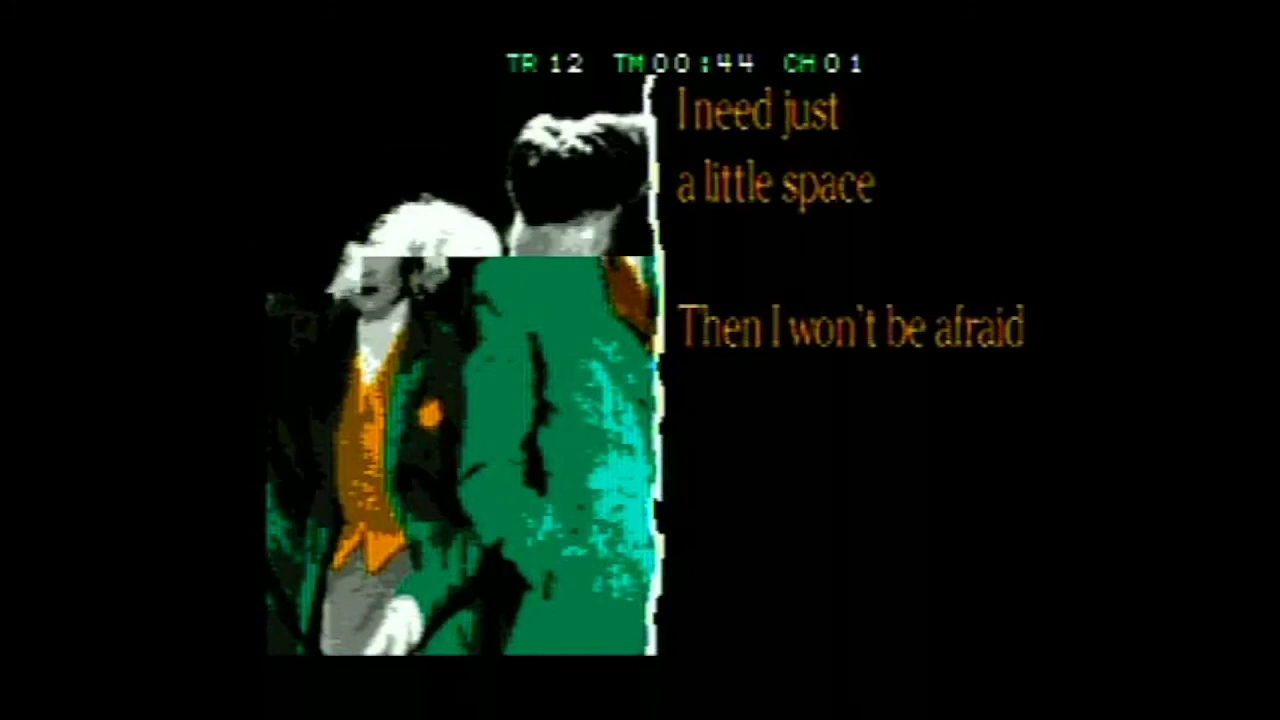 TR 12 TM 00:44 CH 01
I need just
a little space
Then I won't be afraid